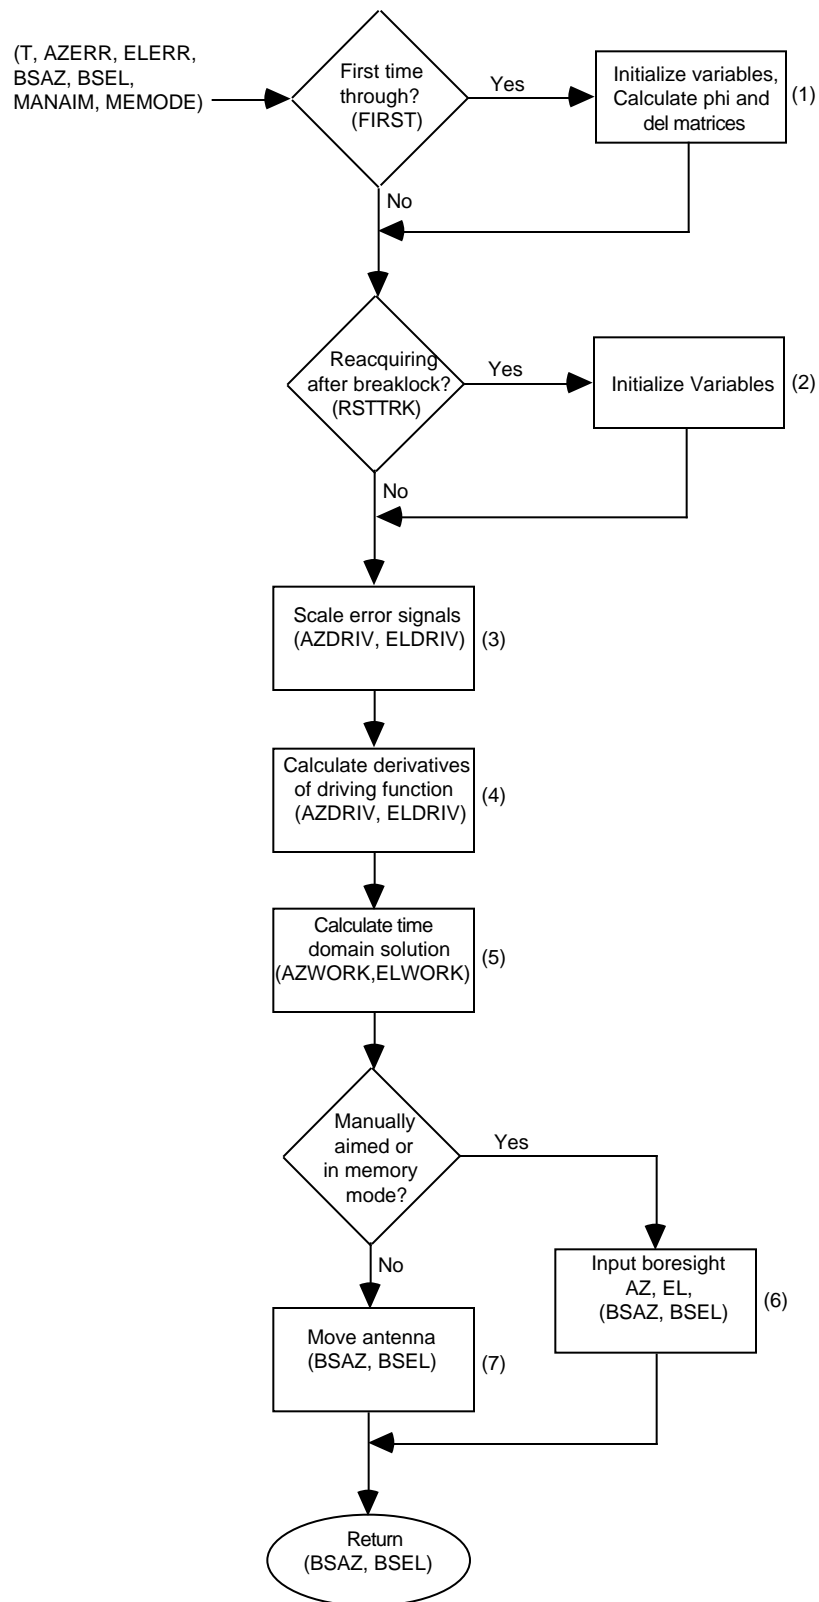 (T, AZERR, ELERR,
BSAZ, BSEL,
MANAIM, MEMODE)
First time
through?
(FIRST)
Yes
Initialize variables,
Calculate phi and
del matrices
(1)
No
Reacquiring
after breaklock?
(RSTTRK)
Yes
Initialize Variables
(2)
No
Scale error signals
(AZDRIV, ELDRIV)
(3)
Calculate derivatives
of driving function
(AZDRIV, ELDRIV)
(4)
Calculate time
domain solution
(AZWORK,ELWORK)
(5)
Manually
aimed or
in memory
mode?
Yes
No
Input boresight
AZ, EL,
(BSAZ, BSEL)
(6)
Move antenna
(BSAZ, BSEL)
(7)
Return
(BSAZ, BSEL)